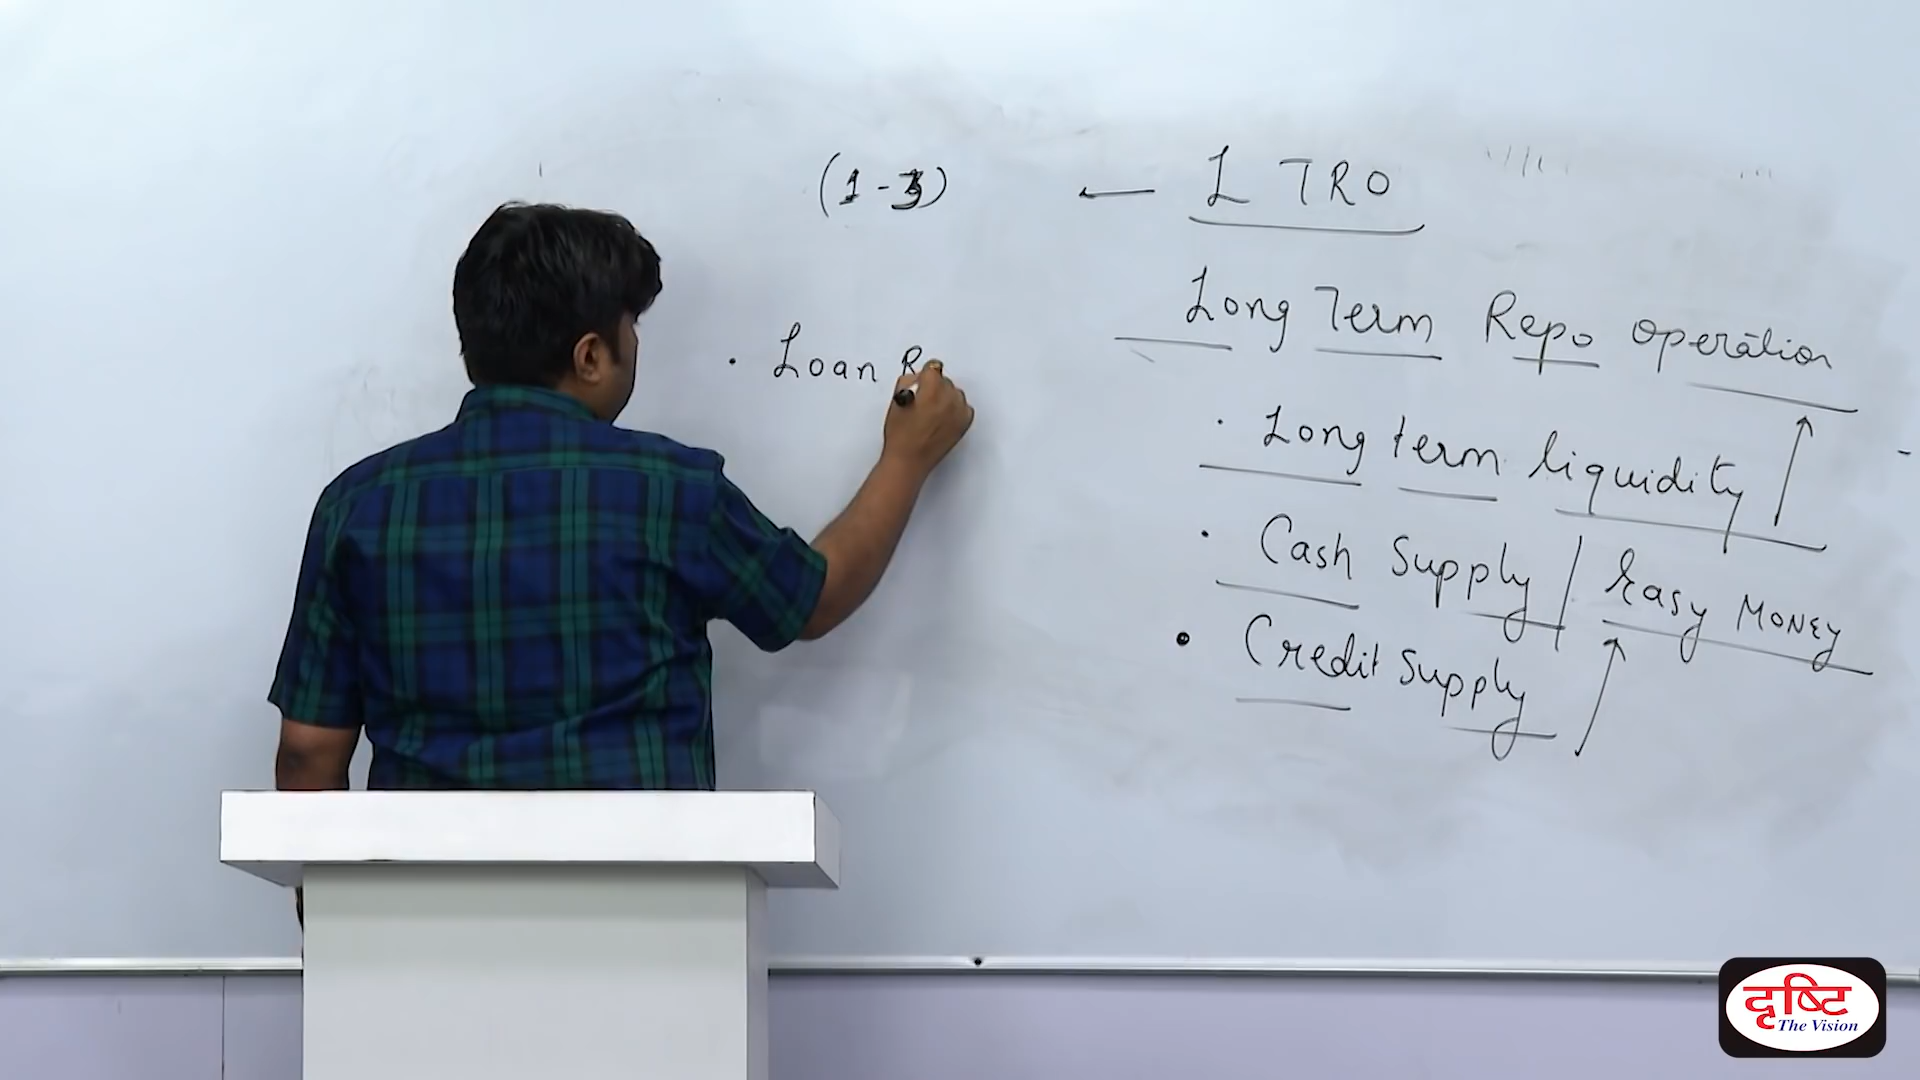 (1-3) ← LTRO
Long Term Repo operation
Long term liquidity ↑
Cash Supply / Easy MONEY
Credit Supply ↑
Loan R
दृष्टि
The Vision